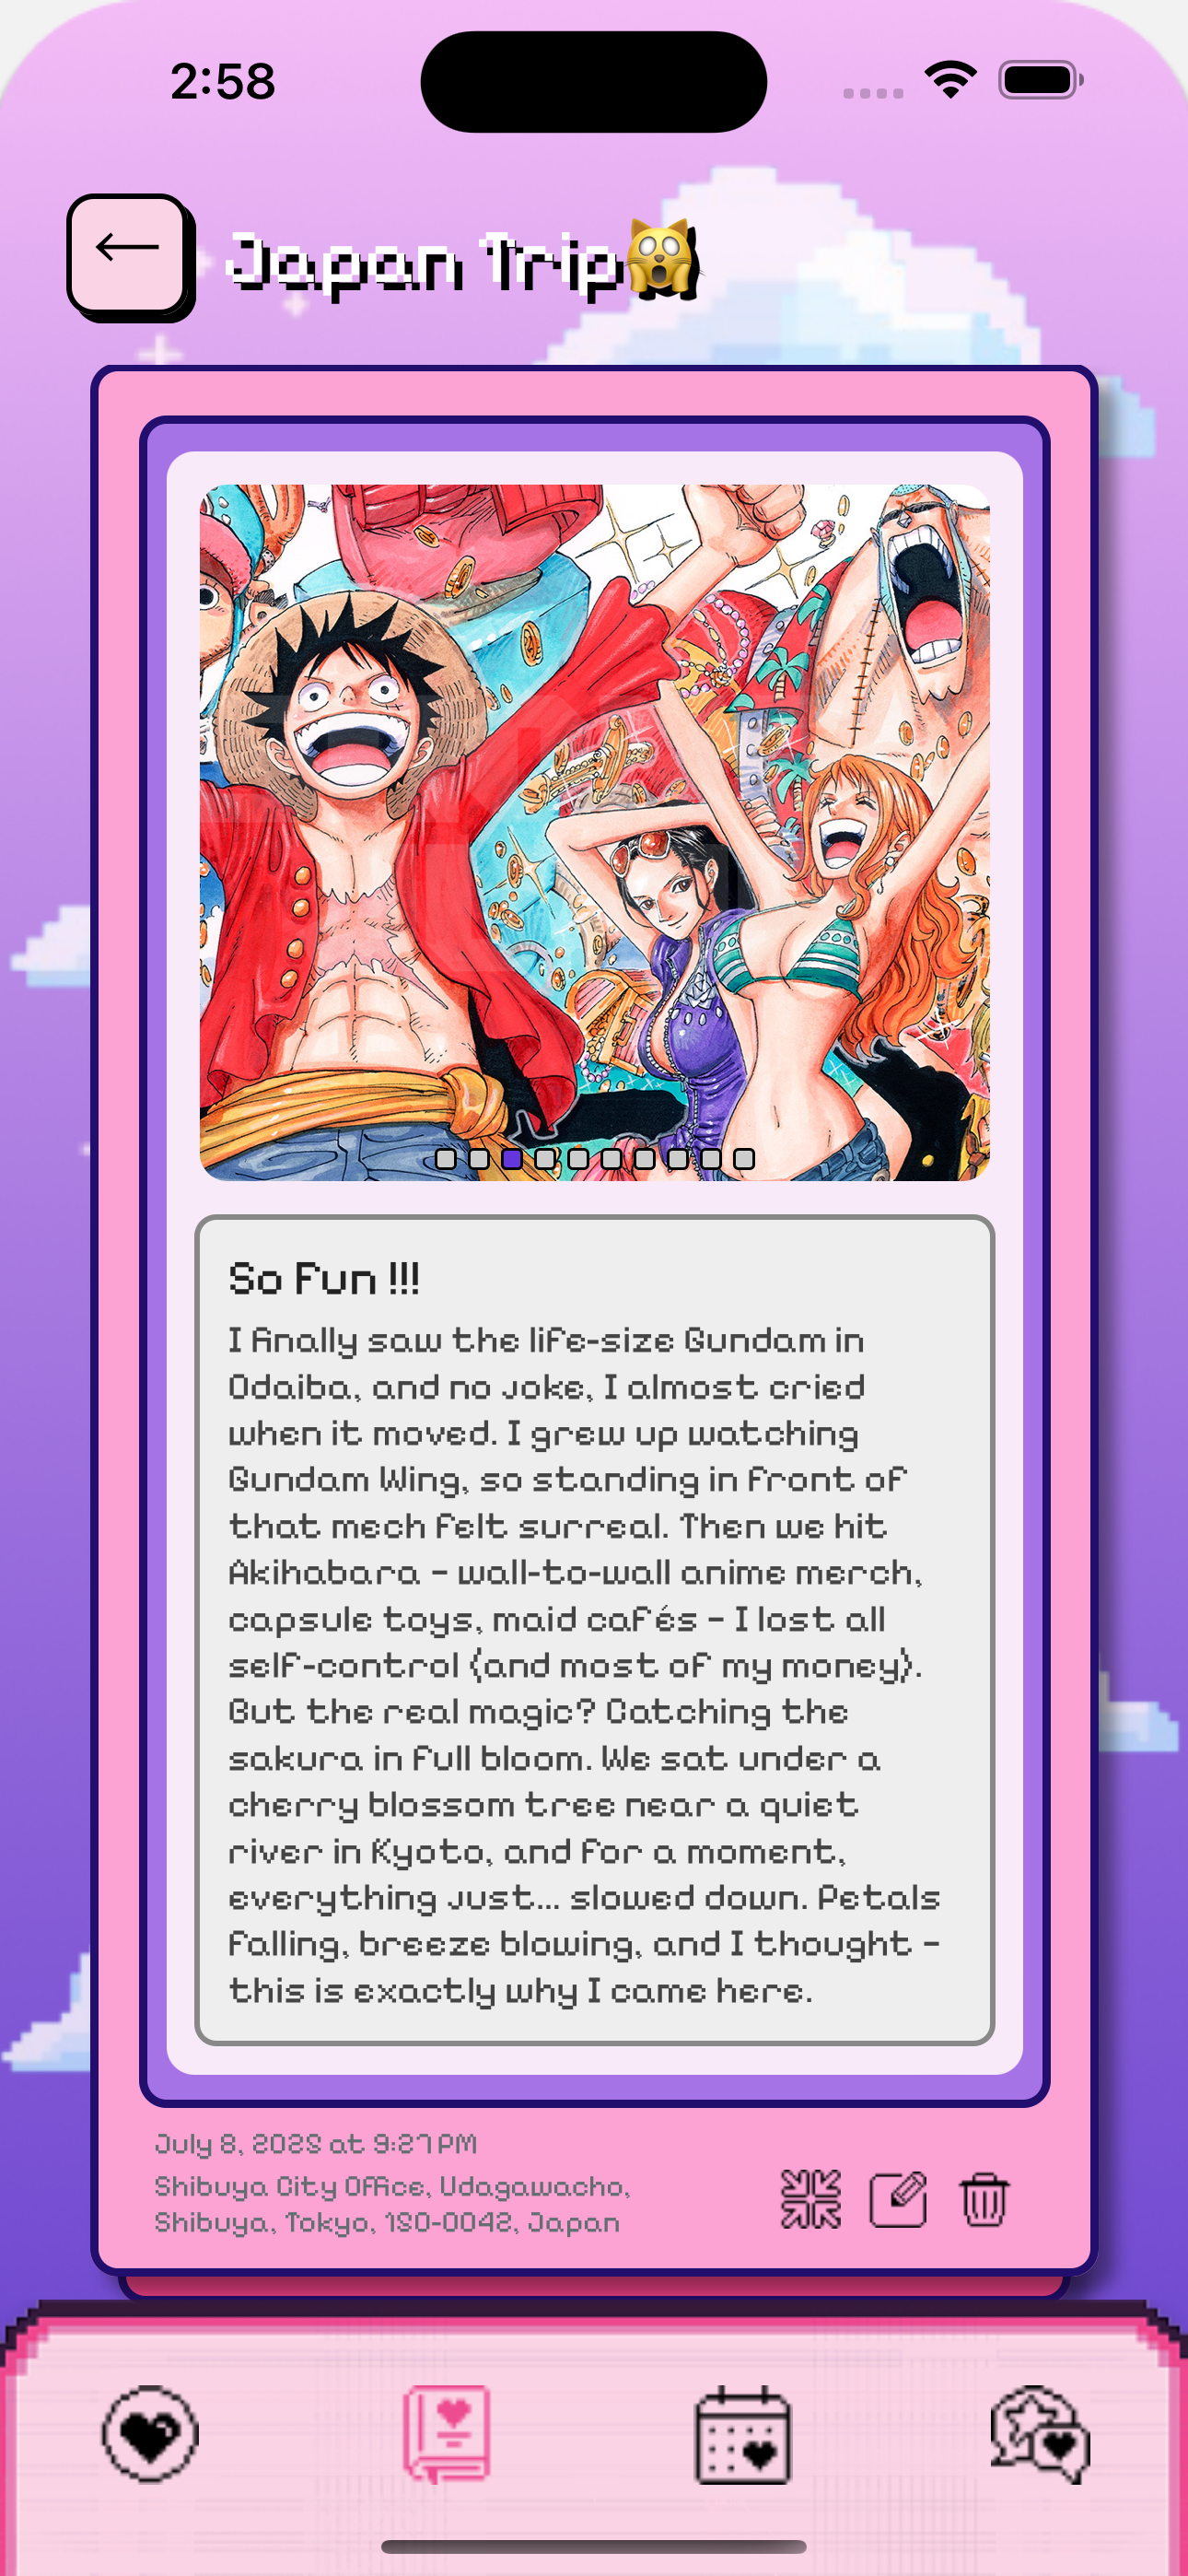 2:58
Japan Trip🙀
So Fun !!!
I finally saw the life-size Gundam in
Odaiba, and no joke, I almost cried
when it moved. I grew up watching
Gundam Wing, so standing in front of
that mech felt surreal. Then we hit
Akihabara - wall-to-wall anime merch,
capsule toys, maid cafés - I lost all
self-control (and most of my money).
But the real magic? Catching the
sakura in full bloom. We sat under a
cherry blossom tree near a quiet
river in Kyoto, and for a moment,
everything just... slowed down. Petals
falling, breeze blowing, and I thought -
this is exactly why I came here.
July 8, 2025 at 9:27 PM
Shibuya City Office, Udagawacho,
Shibuya, Tokyo, 150-0042, Japan